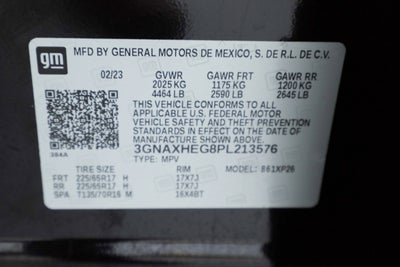 gm MFD BY GENERAL MOTORS DE MEXICO, S. DE R.L. DE C.V.
02/23 GVWR GAWR FRT GAWR RR
2025 KG 1175 KG 1200 KG
4464 LB 2590 LB 2645 LB
THIS VEHICLE CONFORMS TO ALL
APPLICABLE U.S. FEDERAL MOTOR
VEHICLE SAFETY AND THEFT
PREVENTION STANDARDS IN EFFECT ON
THE DATE OF MANUFACTURE SHOWN
ABOVE.
384A 3GNAXHEG8PL213576
TYPE: MPV MODEL: 861XP26
TIRE SIZE SPEED RTG RIM
FRT 225/65R17 H 17X7J
RR 225/65R17 H 17X7J
SPA T135/70R16 M 16X4BT